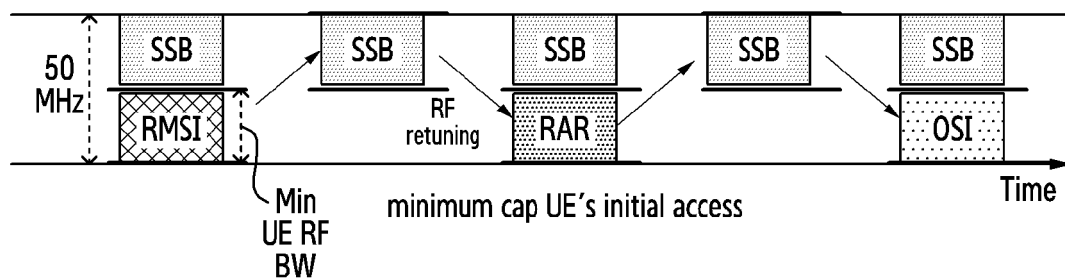 SSB SSB SSB SSB SSB
50
MHz
RMSI RF RAR OSI
retuning
Time
Min minimum cap UE´s initial access
UE RF
BW